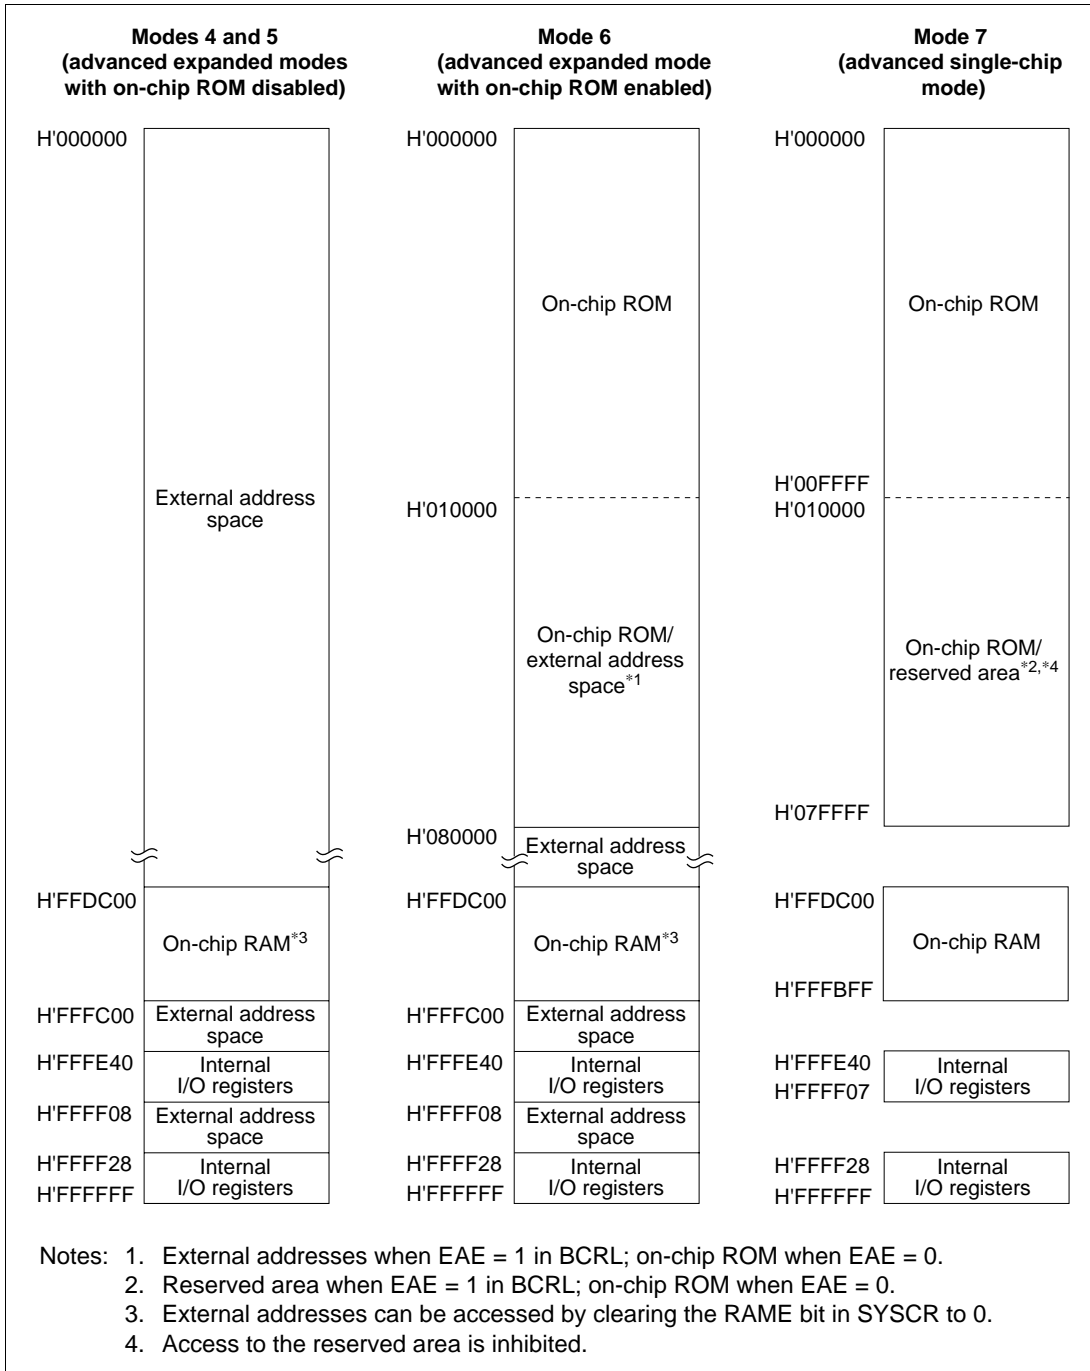 Modes 4 and 5
(advanced expanded modes
with on-chip ROM disabled)
H'000000
External address
space
H'FFDC00
On-chip RAM*3
H'FFFC00
External address
space
H'FFFE40
Internal
I/O registers
H'FFFF08
External address
space
H'FFFF28
Internal
I/O registers
H'FFFFFF
Mode 6
(advanced expanded mode
with on-chip ROM enabled)
H'000000
On-chip ROM
H'010000
On-chip ROM/
external address
space*1
H'080000
External address
space
H'FFDC00
On-chip RAM*3
H'FFFC00
External address
space
H'FFFE40
Internal
I/O registers
H'FFFF08
External address
space
H'FFFF28
Internal
I/O registers
H'FFFFFF
Mode 7
(advanced single-chip
mode)
H'000000
On-chip ROM
H'00FFFF
H'010000
On-chip ROM/
reserved area*2,*4
H'07FFFF
H'FFDC00
On-chip RAM
H'FFFBFF
H'FFFE40
Internal
I/O registers
H'FFFF07
H'FFFF28
Internal
I/O registers
H'FFFFFF
Notes: 1. External addresses when EAE = 1 in BCRL; on-chip ROM when EAE = 0.
2. Reserved area when EAE = 1 in BCRL; on-chip ROM when EAE = 0.
3. External addresses can be accessed by clearing the RAME bit in SYSCR to 0.
4. Access to the reserved area is inhibited.